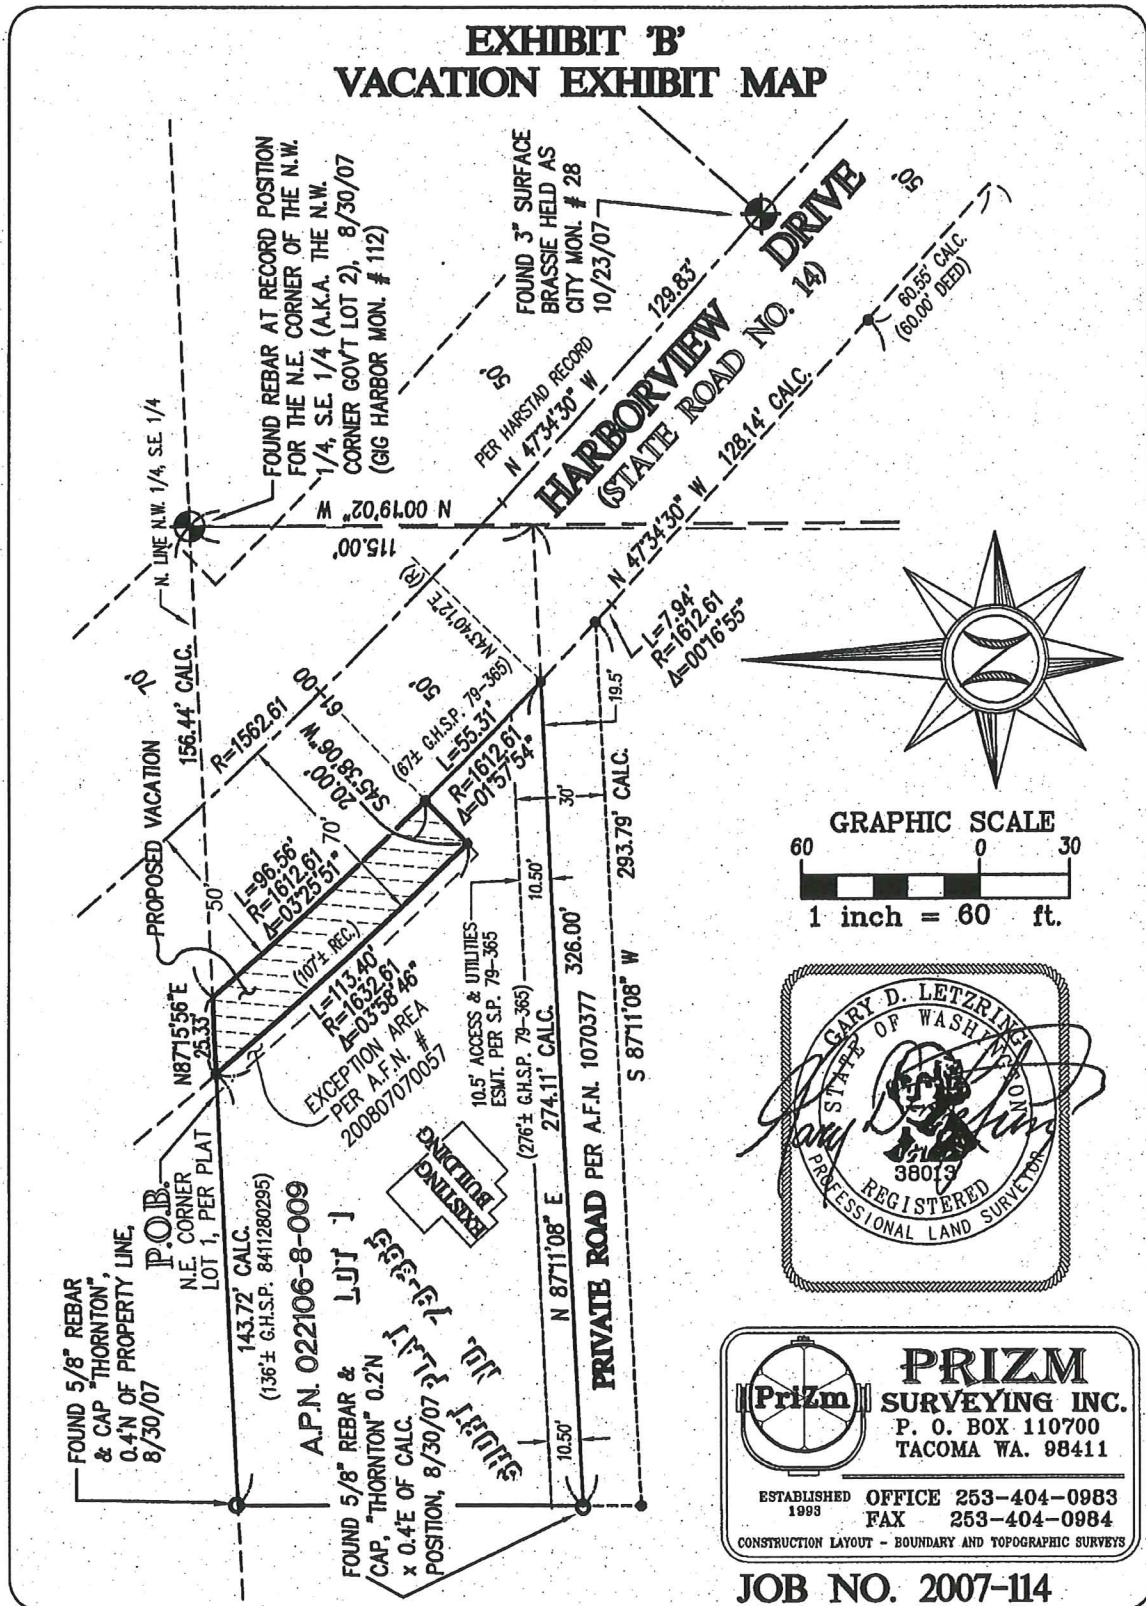 EXHIBIT 'B'
VACATION EXHIBIT MAP
FOUND REBAR AT RECORD POSITION
FOR THE N.E. CORNER OF THE N.W.
1/4, S.E. 1/4 (A.K.A. THE N.W.
CORNER GOV'T LOT 2), 8/30/07
(GIG HARBOR MON. # 112)
FOUND 3" SURFACE
BRASSIE HELD AS
CITY MON. # 28
10/23/07
N. LINE N.W. 1/4, S.E. 1/4
156.44' CALC.
70'
50'
PER HARSTAD RECORD
N 47°34'30" W
129.83'
HARBORVIEW DRIVE
(STATE ROAD NO. 14)
50'
60.55' CALC.
(60.00' DEED)
N 47°34'30" W 128.14' CALC.
N 00°19'02" W
115.00'
N43°40'12"E (R)
L=7.94'
R=1612.61
Δ=00°16'55"
PROPOSED VACATION
R=1562.61
61+00
50'
S45°38'06"W
20.00'
(67'± G.H.S.P. 79-365)
L=55.31'
R=1612.61
Δ=01°57'54"
50'
70'
L=96.56'
R=1612.61
Δ=03°25'51"
(107'± REC.)
L=113.40'
R=1632.61
Δ=03°58'46"
EXCEPTION AREA
PER A.F.N. #
200807070057
N87°15'56"E
25.33'
P.O.B.
N.E. CORNER
LOT 1, PER PLAT
FOUND 5/8" REBAR
& CAP "THORNTON",
0.4'N OF PROPERTY LINE,
8/30/07
143.72' CALC.
(136'± G.H.S.P. 8411280295)
A.P.N. 022106-8-009
LOT 1
EXISTING
BUILDING
10.5' ACCESS & UTILITIES
ESMT. PER S.P. 79-365
(276'± G.H.S.P. 79-365)
10.50'
30'
19.5'
N 87°11'08" E 274.11' CALC. 326.00'
PRIVATE ROAD PER A.F.N. 1070377
S 87°11'08" W 293.79' CALC.
10.50'
FOUND 5/8" REBAR &
CAP, "THORNTON" 0.2'N
x 0.4'E OF CALC.
POSITION, 8/30/07
GRAPHIC SCALE
60 0 30
1 inch = 60 ft.
GARY D. LETZRING
STATE OF WASHINGTON
38013
REGISTERED
PROFESSIONAL LAND SURVEYOR
PriZm
PRIZM
SURVEYING INC.
P. O. BOX 110700
TACOMA WA. 98411
ESTABLISHED
1993
OFFICE 253-404-0983
FAX 253-404-0984
CONSTRUCTION LAYOUT - BOUNDARY AND TOPOGRAPHIC SURVEYS
JOB NO. 2007-114